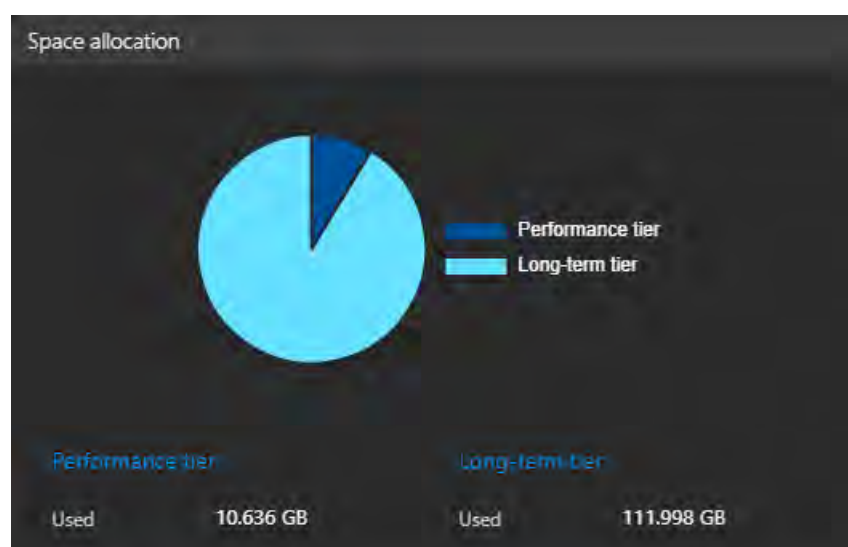 Space allocation
Performance tier
Long-term tier
Performance tier
Long-term tier
Used 10.636 GB
Used 111.998 GB